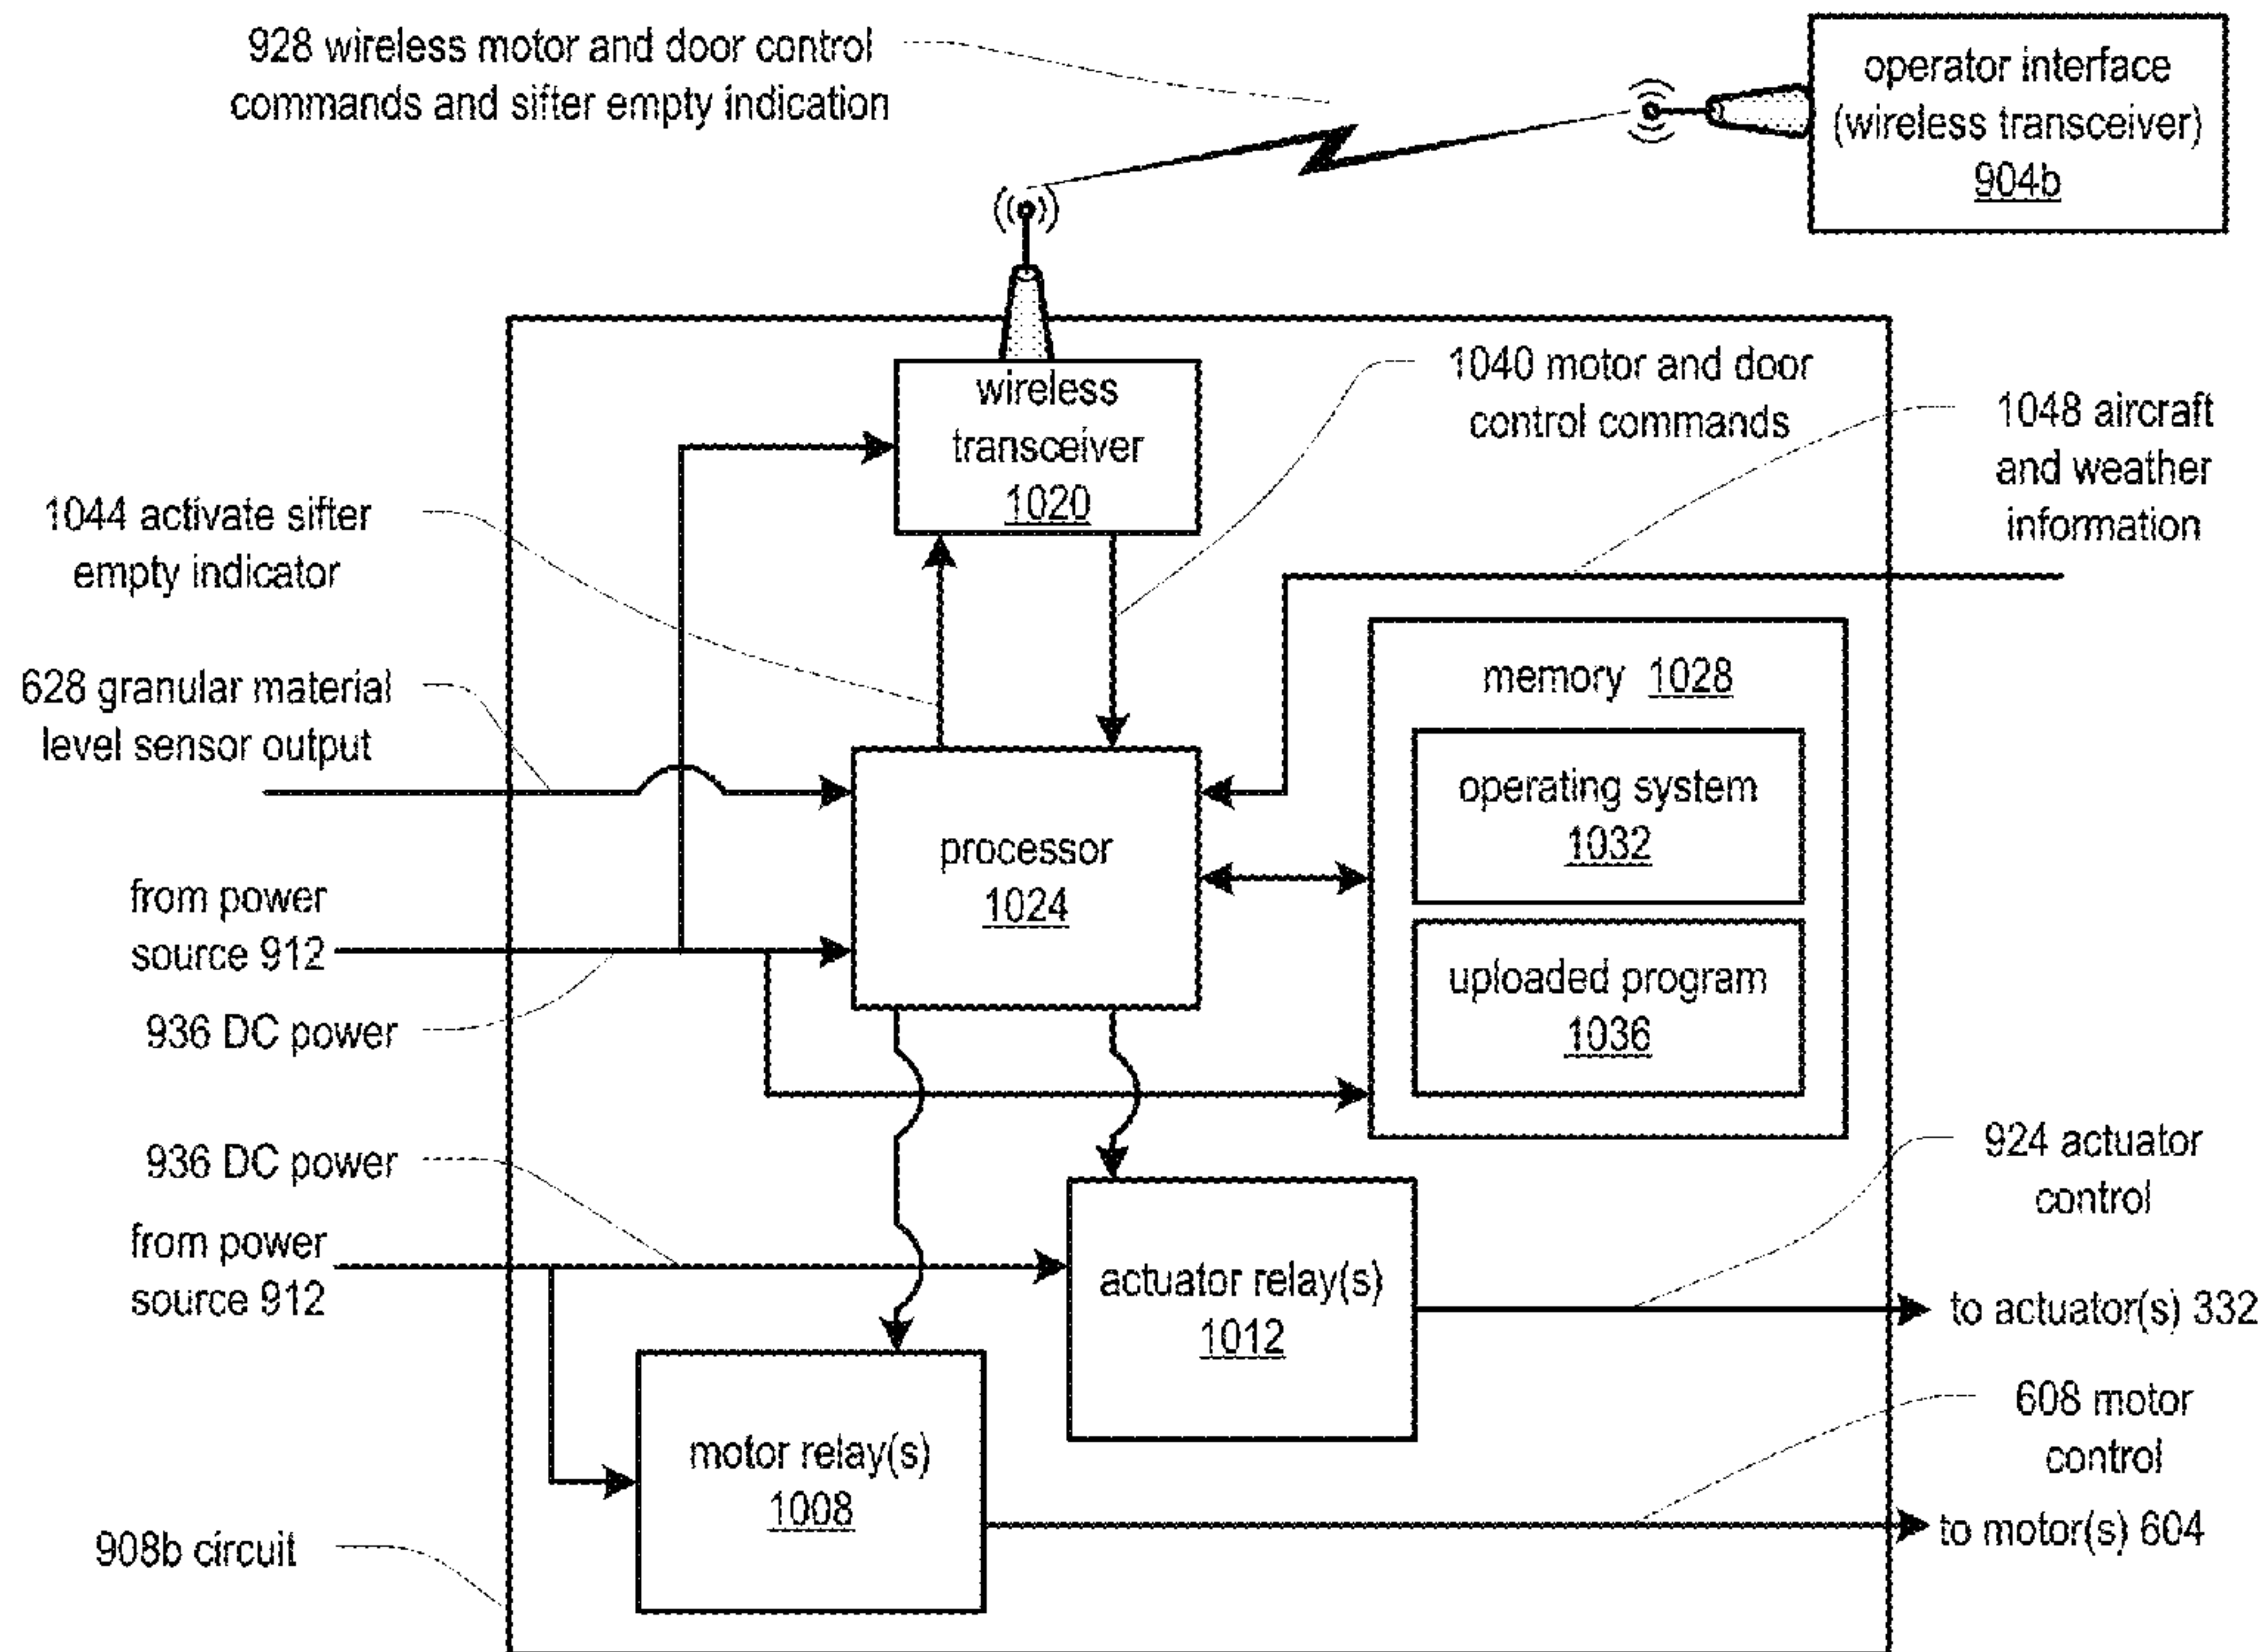 928 wireless motor and door control
commands and sifter empty indication
operator interface
(wireless transceiver)
904b
wireless
transceiver
1020
1040 motor and door
control commands
1048 aircraft
and weather
information
1044 activate sifter
empty indicator
628 granular material
level sensor output
memory 1028
operating system
1032
uploaded program
1036
processor
1024
from power
source 912
936 DC power
936 DC power
from power
source 912
actuator relay(s)
1012
924 actuator
control
to actuator(s) 332
motor relay(s)
1008
608 motor
control
to motor(s) 604
908b circuit